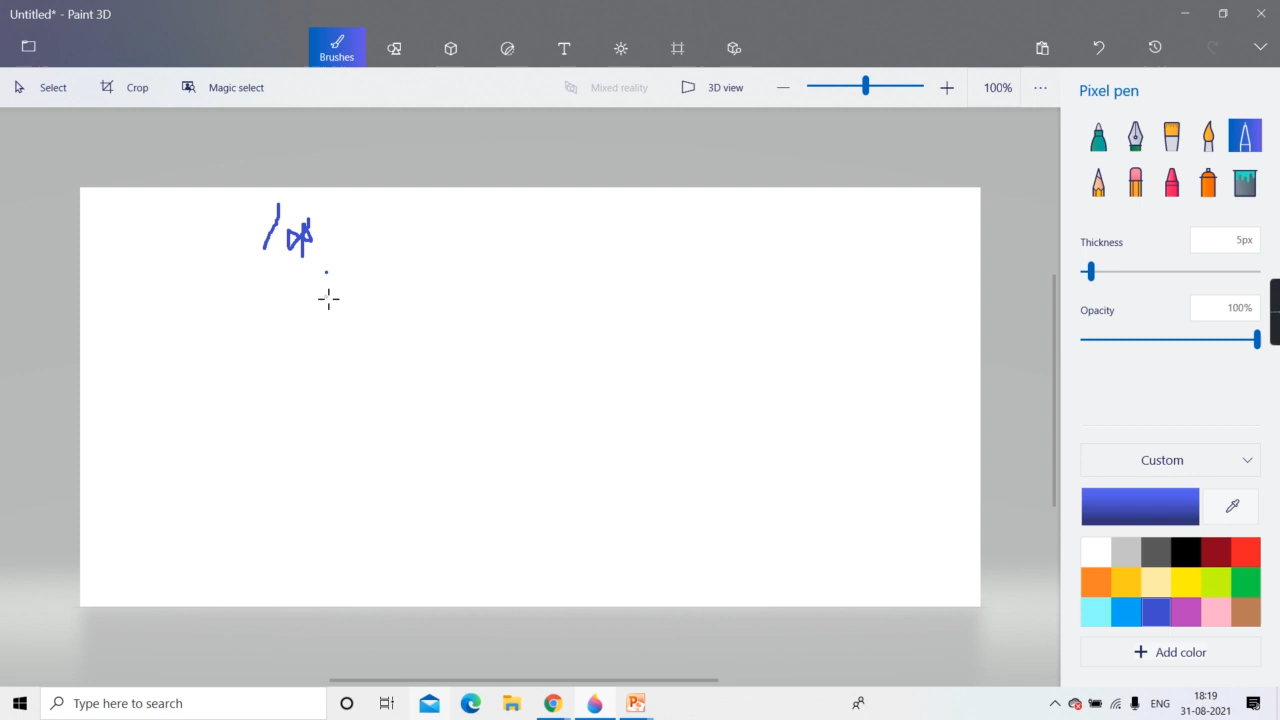 Untitled* - Paint 3D
Brushes
Select
Crop
Magic select
Mixed reality
3D view
100%
Pixel pen
Thickness
5px
Opacity
100%
Custom
Add color
Type here to search
ENG
18:19
31-08-2021